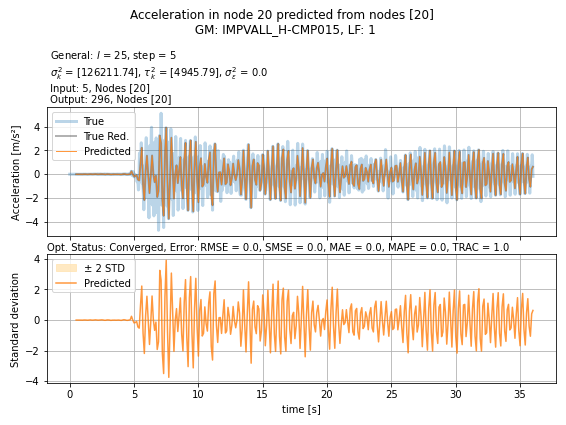 Acceleration in node 20 predicted from nodes [20]
GM: IMPVALL_H-CMP015, LF: 1
General: l = 25, step = 5
σ²ₖ = [126211.74], τ²ₖ = [4945.79], σ²ε = 0.0
Input: 5, Nodes [20]
Output: 296, Nodes [20]
True
True Red.
Predicted
Acceleration [m/s²]
4
2
0
−2
−4
Opt. Status: Converged, Error: RMSE = 0.0, SMSE = 0.0, MAE = 0.0, MAPE = 0.0, TRAC = 1.0
± 2 STD
Predicted
Standard deviation
4
2
0
−2
−4
0 5 10 15 20 25 30 35
time [s]